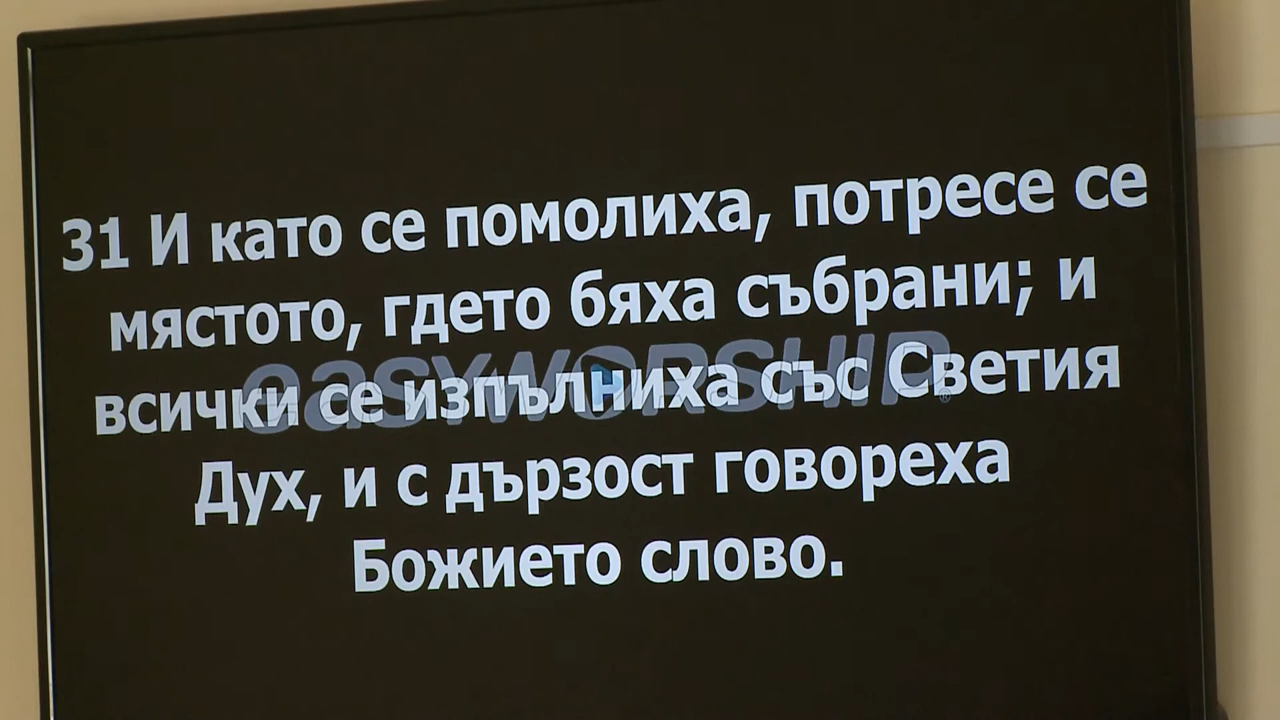 31 И като се помолиха, потресе се
мястото, гдето бяха събрани; и
всички се изпълниха със Светия
Дух, и с дързост говореха
Божието слово.
easyworship®